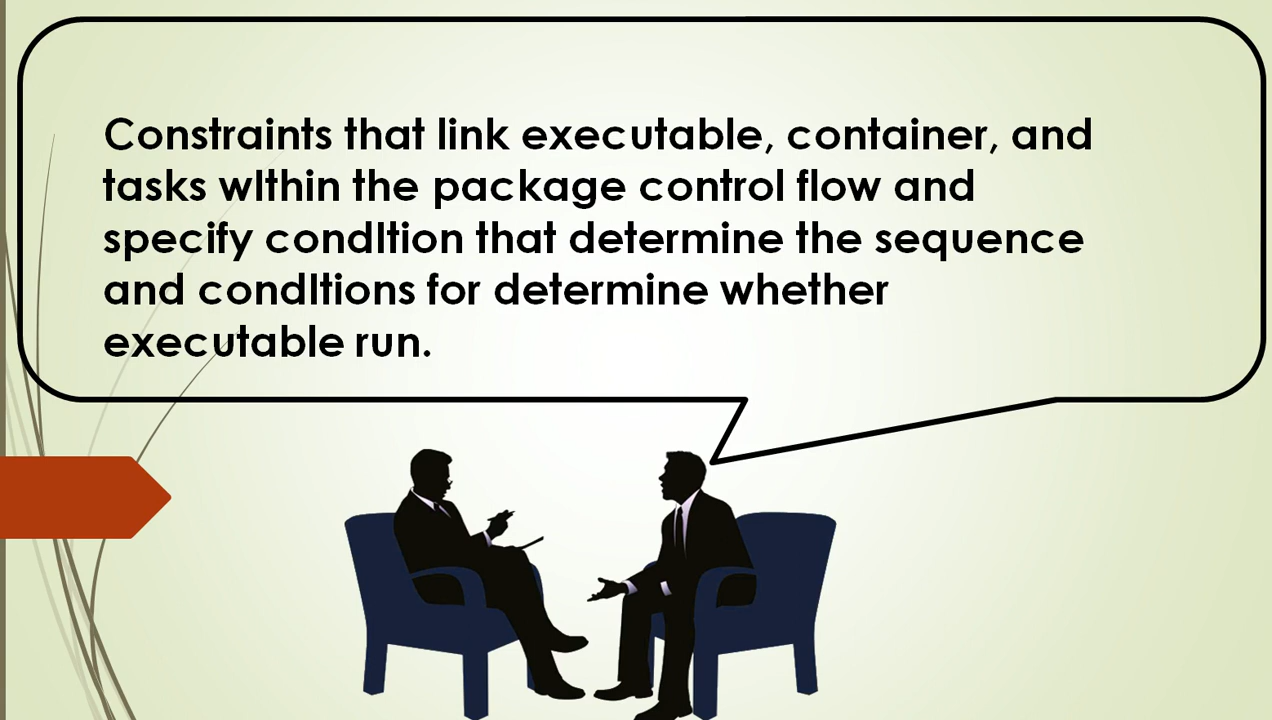 Constraints that link executable, container, and
tasks wIthin the package control flow and
specify condItion that determine the sequence
and condItions for determine whether
executable run.